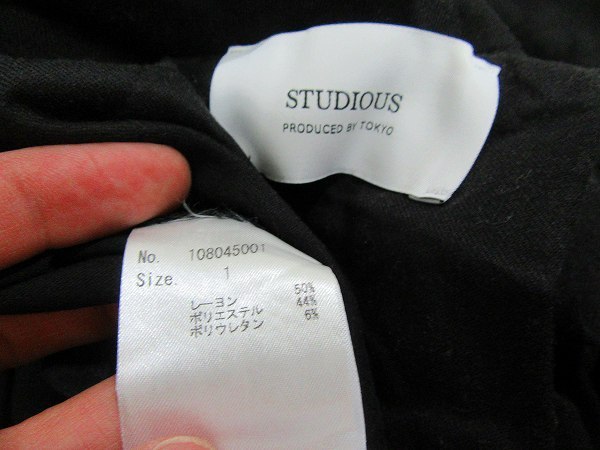 STUDIOUS
PRODUCED BY TOKYO
No. 108045001
Size. 1
レーヨン 50%
ポリエステル 44%
ポリウレタン 6%